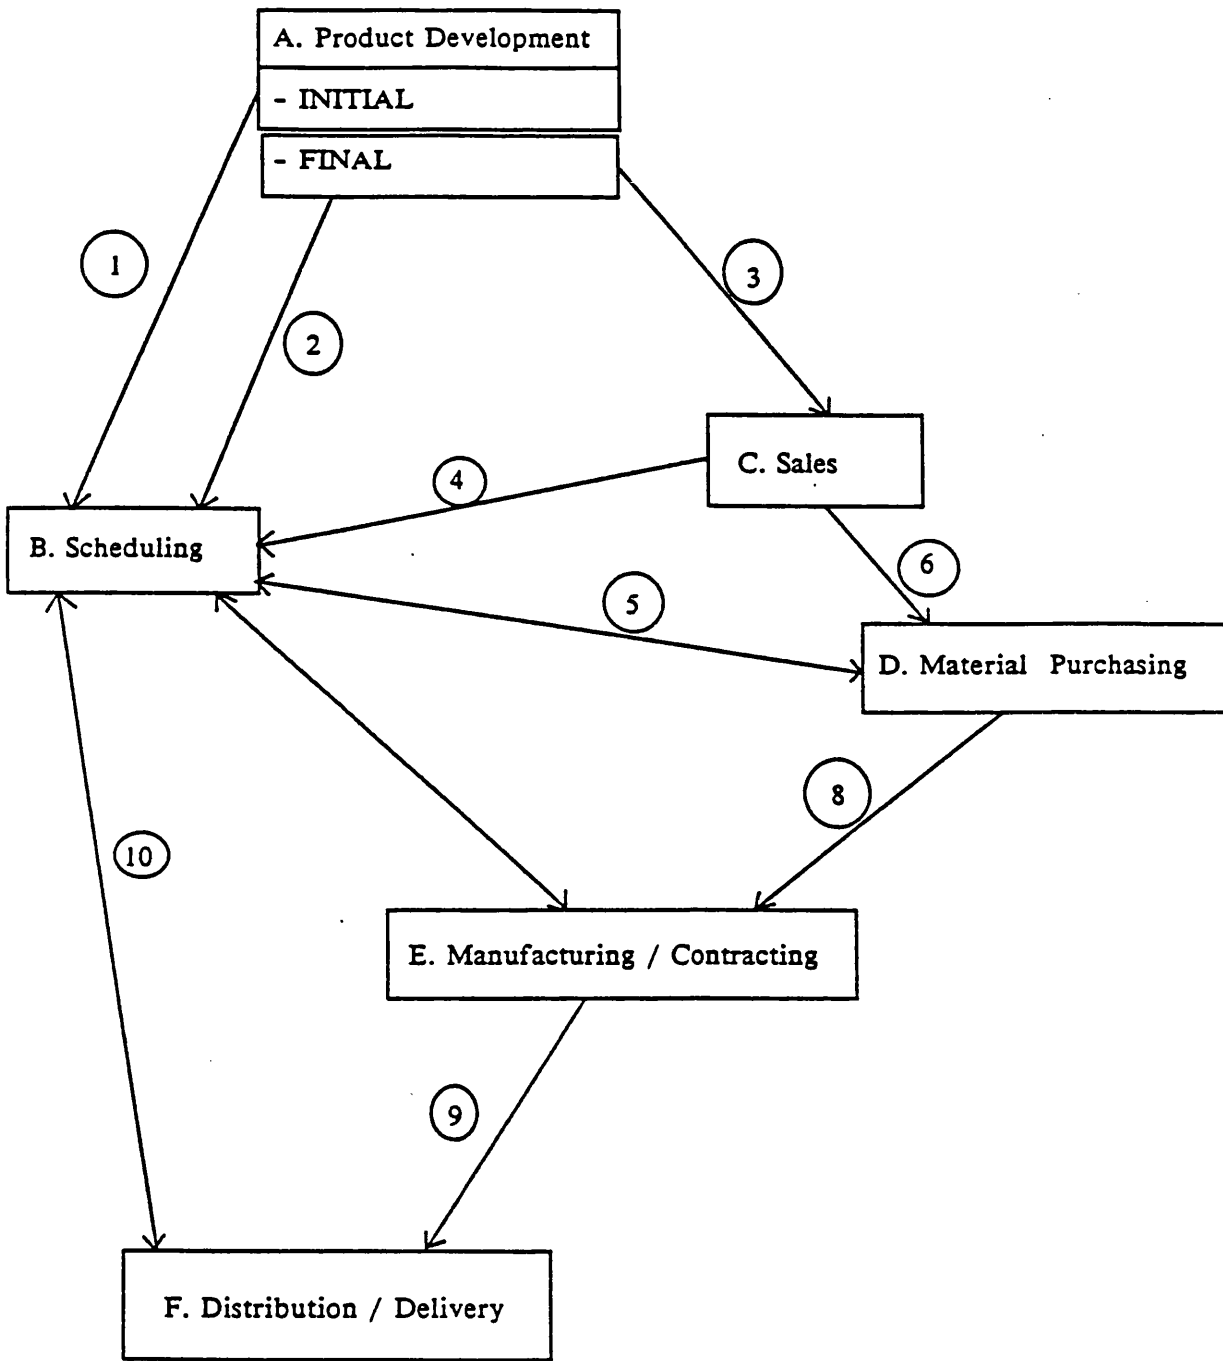 A. Product Development
- INITIAL
- FINAL
1
3
2
C. Sales
4
B. Scheduling
6
5
D. Material Purchasing
8
10
E. Manufacturing / Contracting
9
F. Distribution / Delivery